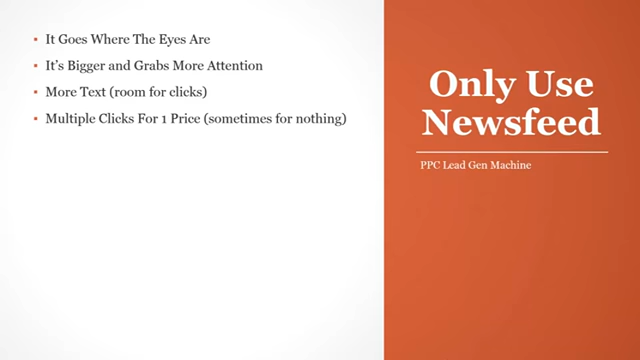 It Goes Where The Eyes Are
It's Bigger and Grabs More Attention
More Text (room for clicks)
Multiple Clicks For 1 Price (sometimes for nothing)
Only Use
Newsfeed
PPC Lead Gen Machine